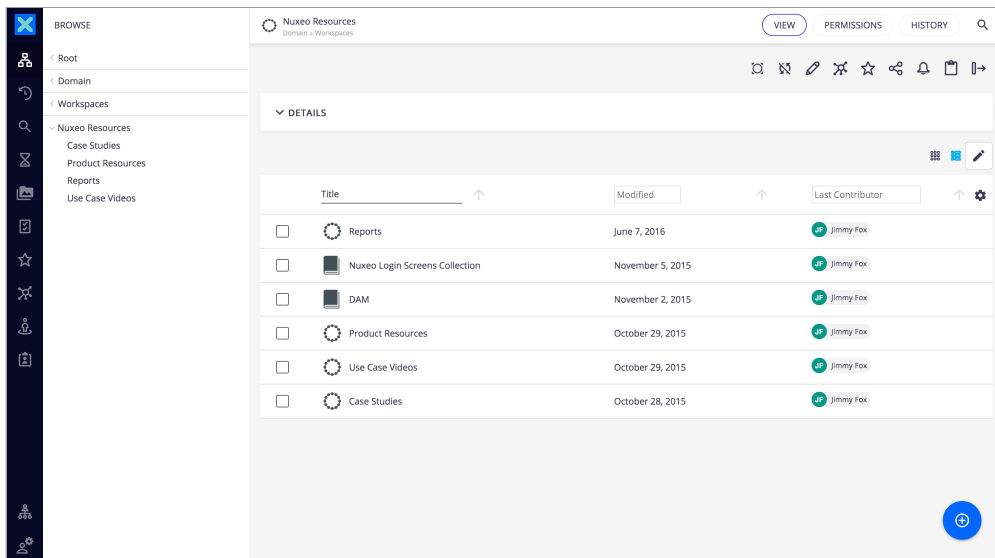 BROWSE
Nuxeo Resources
Domain > Workspaces
VIEW
PERMISSIONS
HISTORY
Root
Domain
Workspaces
Nuxeo Resources
Case Studies
Product Resources
Reports
Use Case Videos
DETAILS
Title
Modified
Last Contributor
Reports
June 7, 2016
JF Jimmy Fox
Nuxeo Login Screens Collection
November 5, 2015
JF Jimmy Fox
DAM
November 2, 2015
JF Jimmy Fox
Product Resources
October 29, 2015
JF Jimmy Fox
Use Case Videos
October 29, 2015
JF Jimmy Fox
Case Studies
October 28, 2015
JF Jimmy Fox